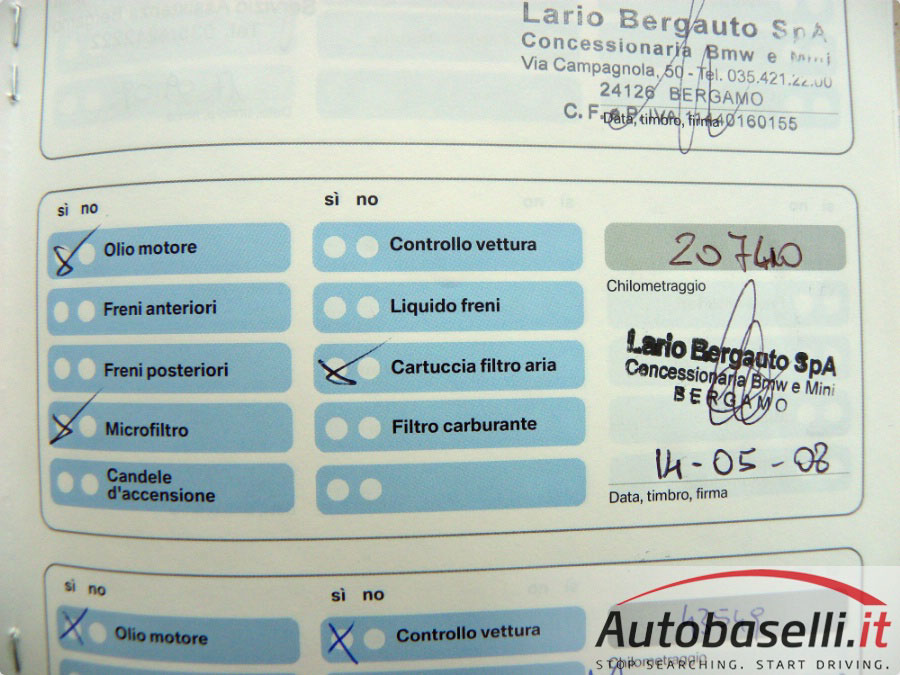 Lario Bergauto SpA
Concessionaria Bmw e Mini
Via Campagnola, 50 - Tel. 035.421.22.00
24126 BERGAMO
C. F. e P. IVA 11440160155
Data, timbro, firma
sì no
Olio motore
Freni anteriori
Freni posteriori
Microfiltro
Candele
d'accensione
sì no
Controllo vettura
Liquido freni
Cartuccia filtro aria
Filtro carburante
20740
Chilometraggio
Lario Bergauto SpA
Concessionaria Bmw e Mini
BERGAMO
14-05-08
Data, timbro, firma
sì no
Olio motore
sì no
Controllo vettura
Chilometraggio
Autobaselli.it
STOP SEARCHING. START DRIVING.